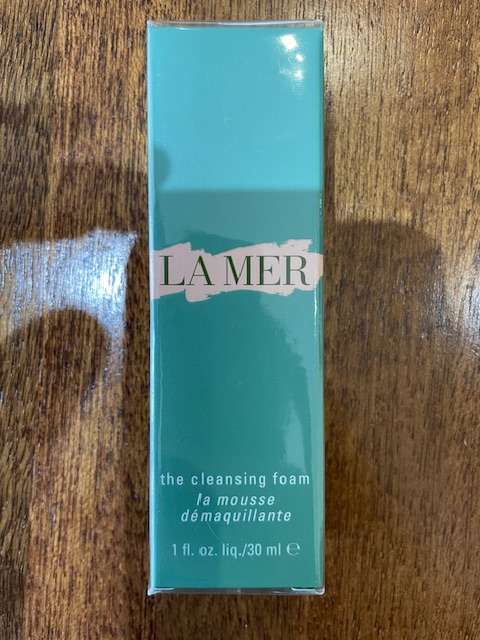 LA MER
the cleansing foam
la mousse
démaquillante
1 fl. oz. liq./30 ml ℮